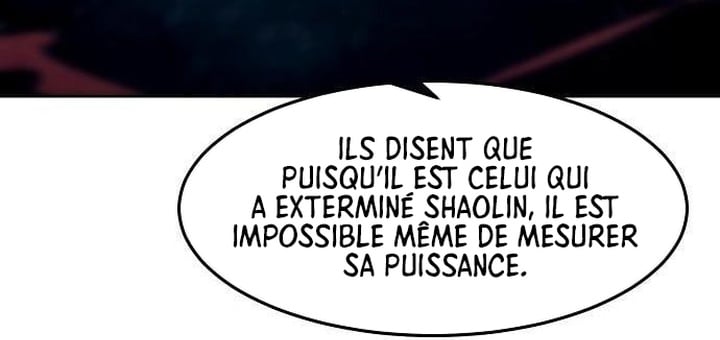 ILS DISENT QUE
PUISQU'IL EST CELUI QUI
A EXTERMINÉ SHAOLIN, IL EST
IMPOSSIBLE MÊME DE MESURER
SA PUISSANCE.